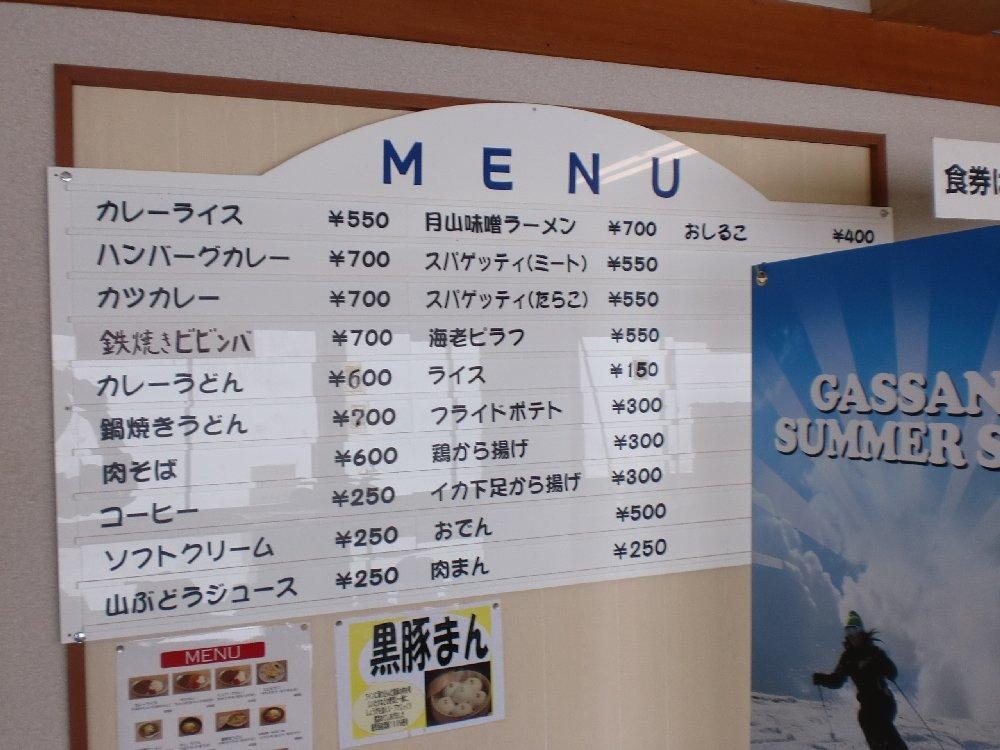 MENU
カレーライス ¥550
ハンバーグカレー ¥700
カツカレー ¥700
鉄焼きビビンバ ¥700
カレーうどん ¥600
鍋焼きうどん ¥700
肉そば ¥600
コーヒー ¥250
ソフトクリーム ¥250
山ぶどうジュース ¥250
月山味噌ラーメン ¥700
スパゲッティ(ミート) ¥550
スパゲッティ(たらこ) ¥550
海老ピラフ ¥550
ライス ¥150
フライドポテト ¥300
鶏から揚げ ¥300
イカ下足から揚げ ¥300
おでん ¥500
肉まん ¥250
おしるこ ¥400
食券は
GASSAN
SUMMER S
MENU
黒豚まん